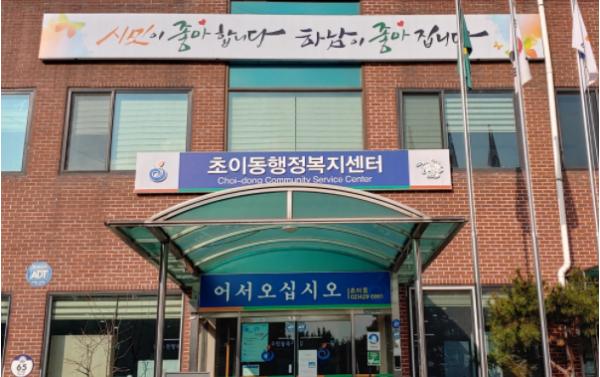 시민이 좋아 합니다 하남이 좋아 집니다
초이동행정복지센터
Choi-dong Community Service Center
어서오십시오
초이동
ADT
65